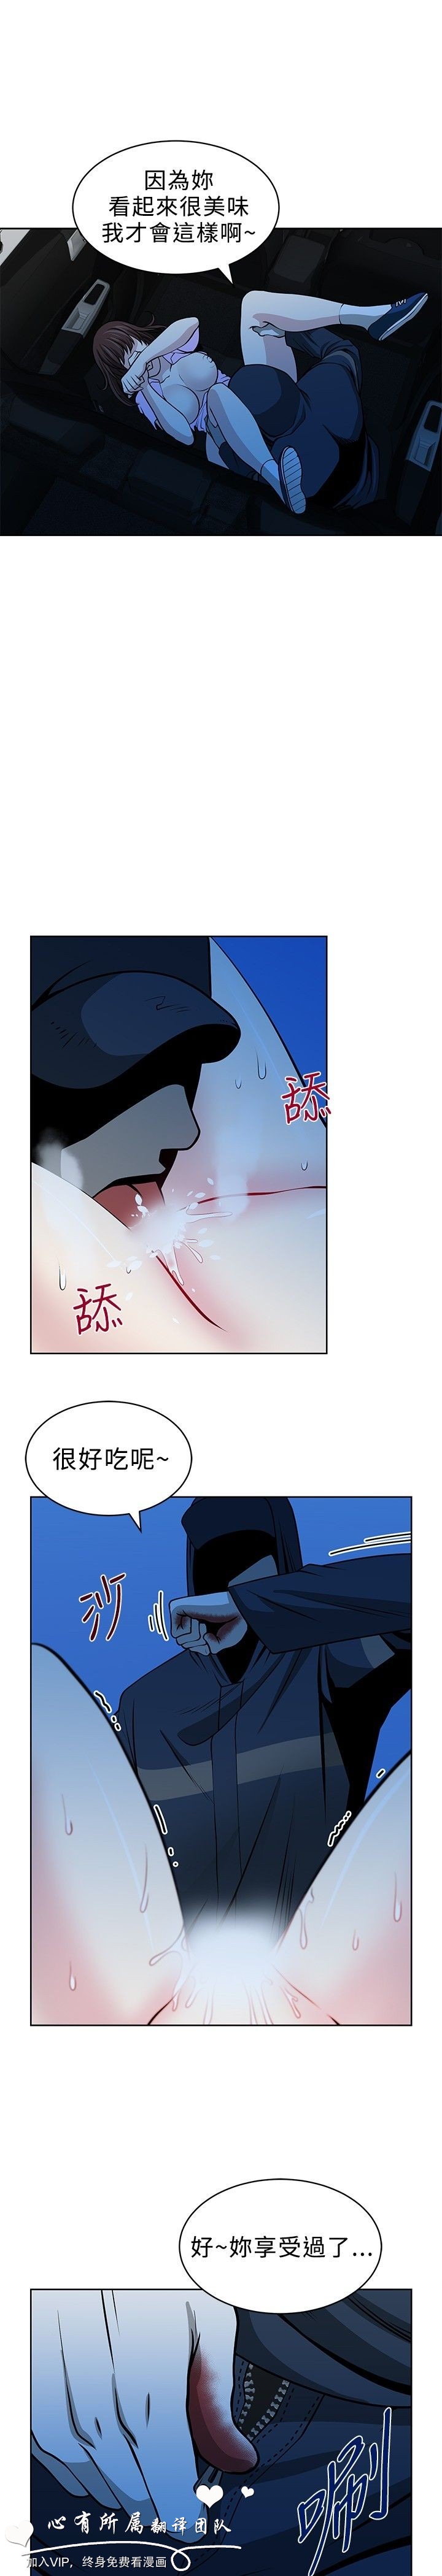 因為妳
看起來很美味
我才會這樣啊~
舔
舔
很好吃呢~
沙
好~妳享受過了...
唰
心有所属翻译团队
加入VIP，终身免费看漫画